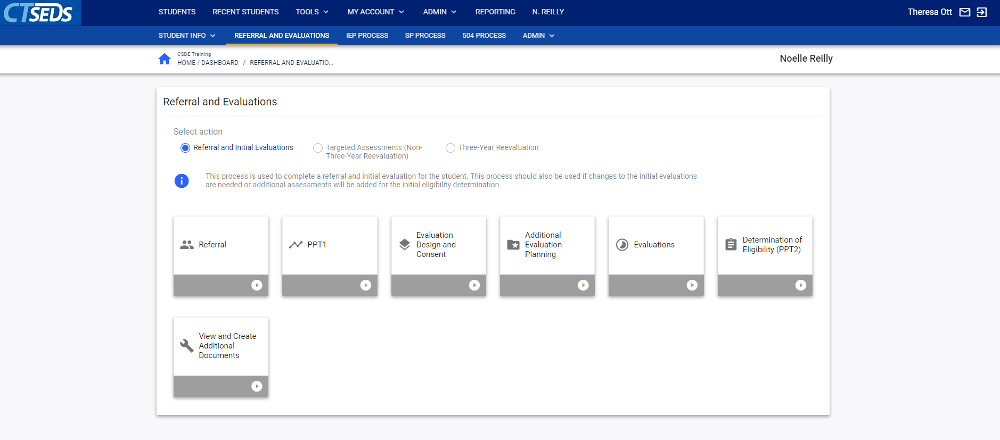 CTSEDS
STUDENTS RECENT STUDENTS TOOLS MY ACCOUNT ADMIN REPORTING N. REILLY
Theresa Ott
STUDENT INFO REFERRAL AND EVALUATIONS IEP PROCESS SP PROCESS 504 PROCESS ADMIN
CSDE Training
HOME / DASHBOARD / REFERRAL AND EVALUATIO...
Noelle Reilly
Referral and Evaluations
Select action
Referral and Initial Evaluations
Targeted Assessments (Non-
Three-Year Reevaluation)
Three-Year Reevaluation
This process is used to complete a referral and initial evaluation for the student. This process should also be used if changes to the initial evaluations
are needed or additional assessments will be added for the initial eligibility determination.
Referral
PPT1
Evaluation
Design and
Consent
Additional
Evaluation
Planning
Evaluations
Determination of
Eligibility (PPT2)
View and Create
Additional
Documents